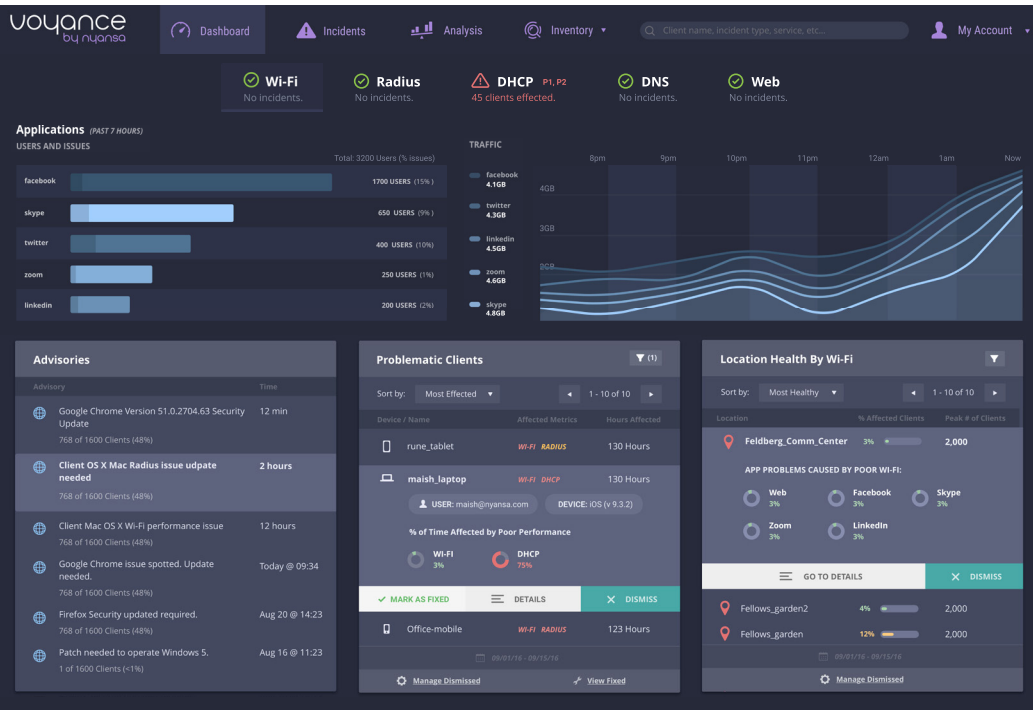 voyance
by nyansa
Dashboard
Incidents
Analysis
Inventory
Client name, incident type, service, etc...
My Account
Wi-Fi
No incidents.
Radius
No incidents.
DHCP P1, P2
45 clients effected.
DNS
No incidents.
Web
No incidents.
Applications (PAST 7 HOURS)
USERS AND ISSUES
Total: 3200 Users (% issues)
facebook 1700 USERS (15% )
skype 650 USERS (9% )
twitter 400 USERS (10%)
zoom 250 USERS (1%)
linkedin 200 USERS (2%)
TRAFFIC
facebook
4.1GB
twitter
4.3GB
linkedin
4.5GB
zoom
4.6GB
skype
4.8GB
8pm 9pm 10pm 11pm 12am 1am Now
4GB
3GB
2GB
Advisories
Advisory Time
Google Chrome Version 51.0.2704.63 Security 12 min
Update
768 of 1600 Clients (48%)
Client OS X Mac Radius issue udpate 2 hours
needed
768 of 1600 Clients (48%)
Client Mac OS X Wi-Fi performance issue 12 hours
768 of 1600 Clients (48%)
Google Chrome issue spotted. Update Today @ 09:34
needed.
768 of 1600 Clients (48%)
Firefox Security updated required. Aug 20 @ 14:23
768 of 1600 Clients (48%)
Patch needed to operate Windows 5. Aug 16 @ 11:23
1 of 1600 Clients (<1%)
Problematic Clients (1)
Sort by: Most Effected 1 - 10 of 10
Device / Name Affected Metrics Hours Affected
rune_tablet WI-FI RADIUS 130 Hours
maish_laptop WI-FI DHCP 130 Hours
USER: maish@nyansa.com DEVICE: iOS (v 9.3.2)
% of Time Affected by Poor Performance
WI-FI
3%
DHCP
75%
MARK AS FIXED DETAILS DISMISS
Office-mobile WI-FI RADIUS 123 Hours
09/01/16 - 09/15/16
Manage Dismissed View Fixed
Location Health By Wi-Fi
Sort by: Most Healthy 1 - 10 of 10
Location % Affected Clients Peak # of Clients
Feldberg_Comm_Center 3% 2,000
APP PROBLEMS CAUSED BY POOR WI-FI:
Web
3%
Facebook
3%
Skype
3%
Zoom
3%
LinkedIn
3%
GO TO DETAILS DISMISS
Fellows_garden2 4% 2,000
Fellows_garden 12% 2,000
09/01/16 - 09/15/16
Manage Dismissed